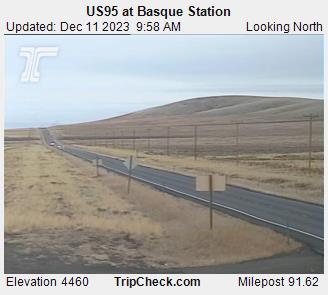 US95 at Basque Station
Updated: Dec 11 2023 9:58 AM Looking North
Elevation 4460 TripCheck.com Milepost 91.62